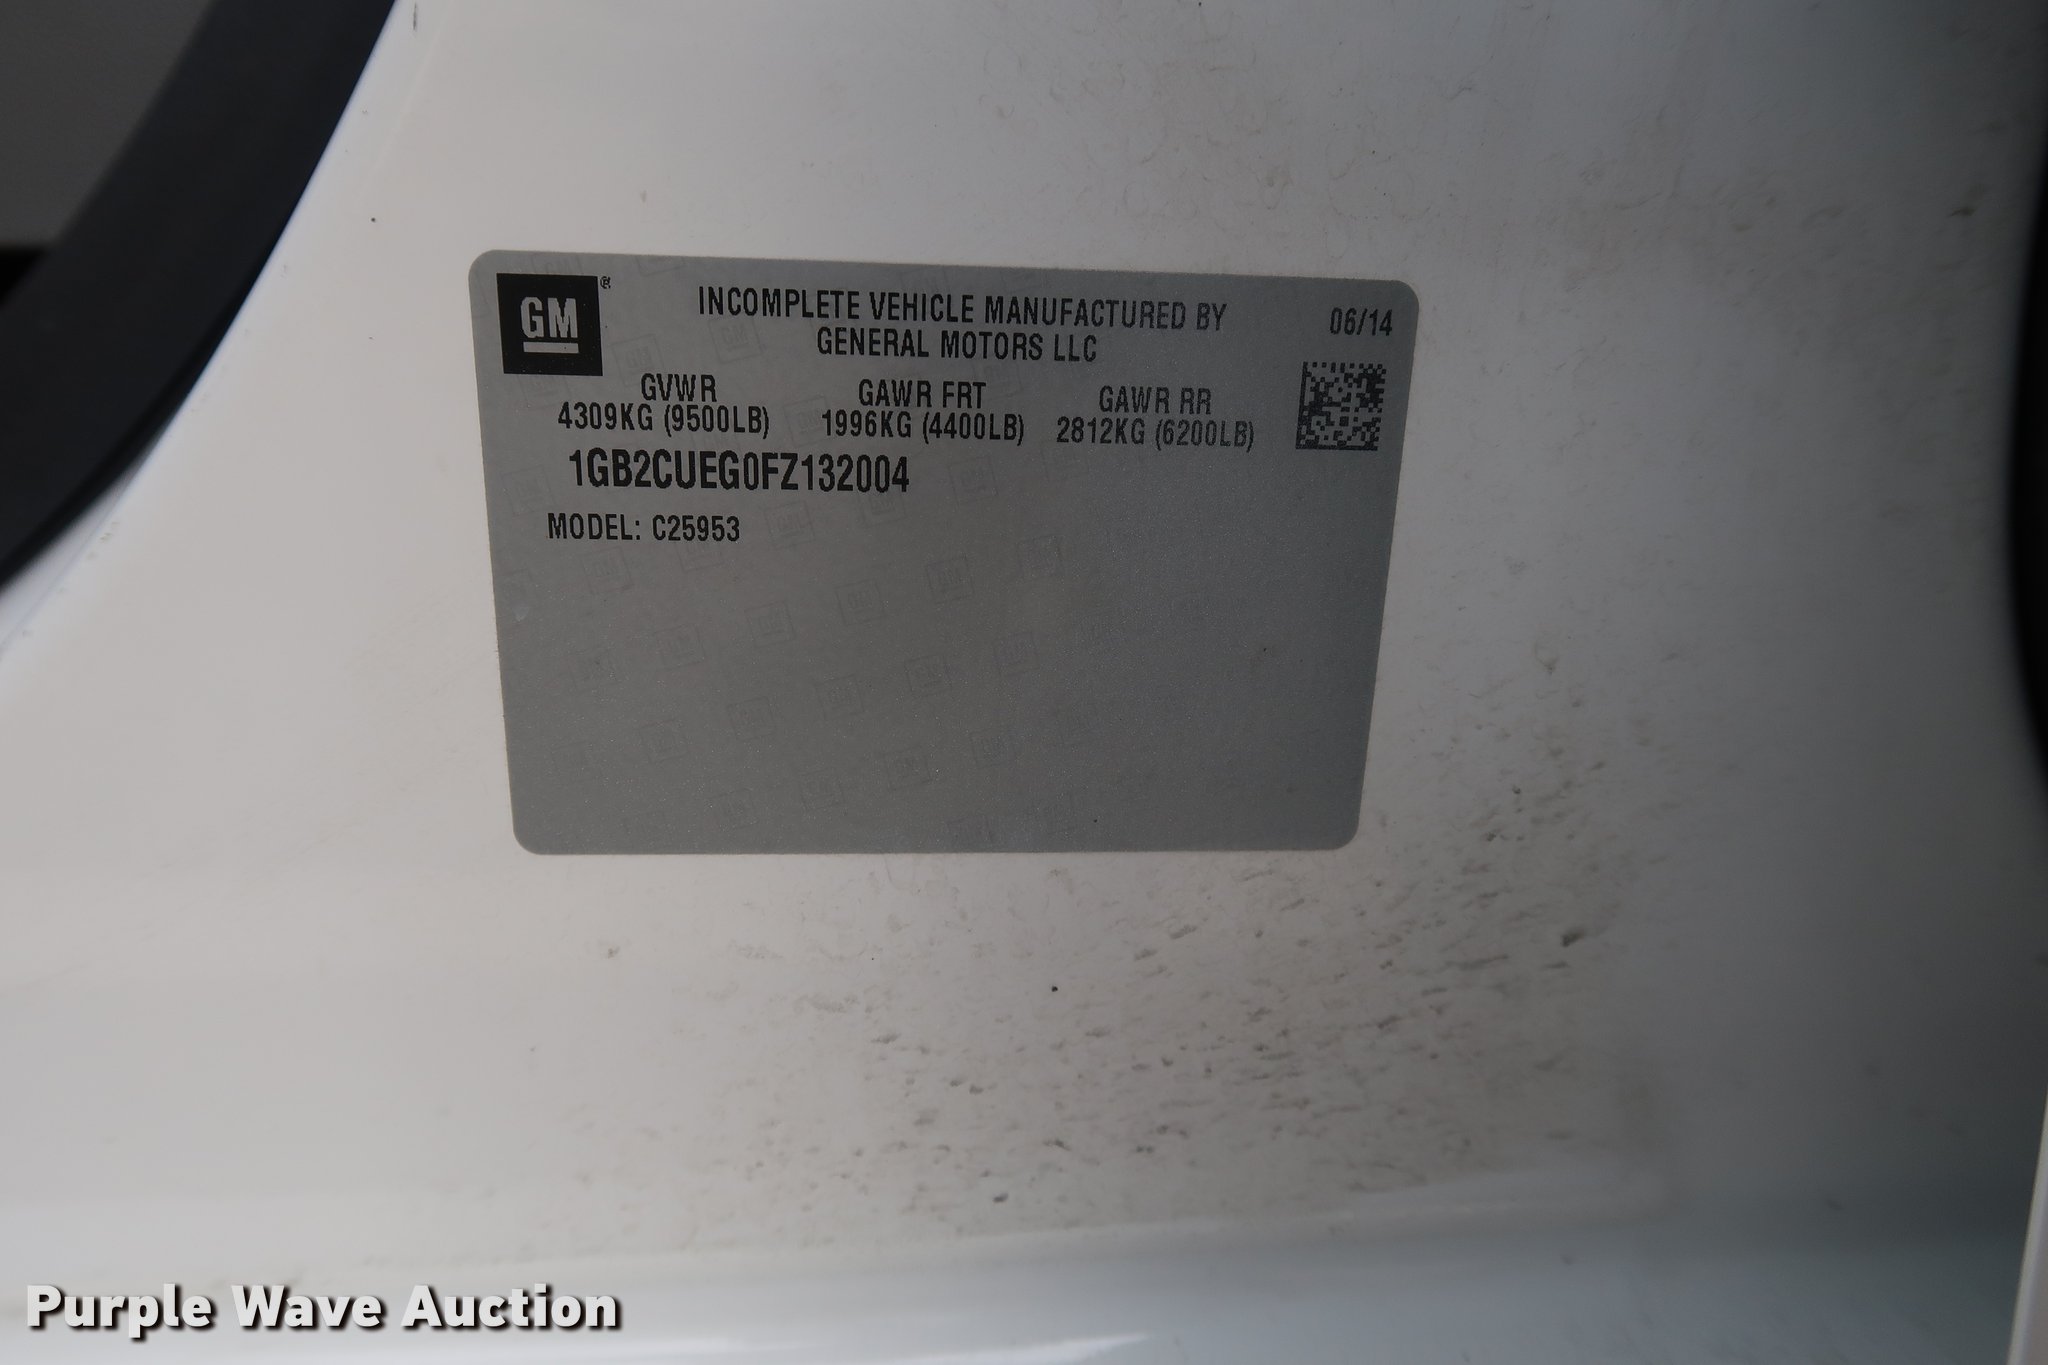 GM®
INCOMPLETE VEHICLE MANUFACTURED BY
GENERAL MOTORS LLC
06/14
GVWR GAWR FRT GAWR RR
4309KG (9500LB) 1996KG (4400LB) 2812KG (6200LB)
1GB2CUEG0FZ132004
MODEL: C25953
Purple Wave Auction